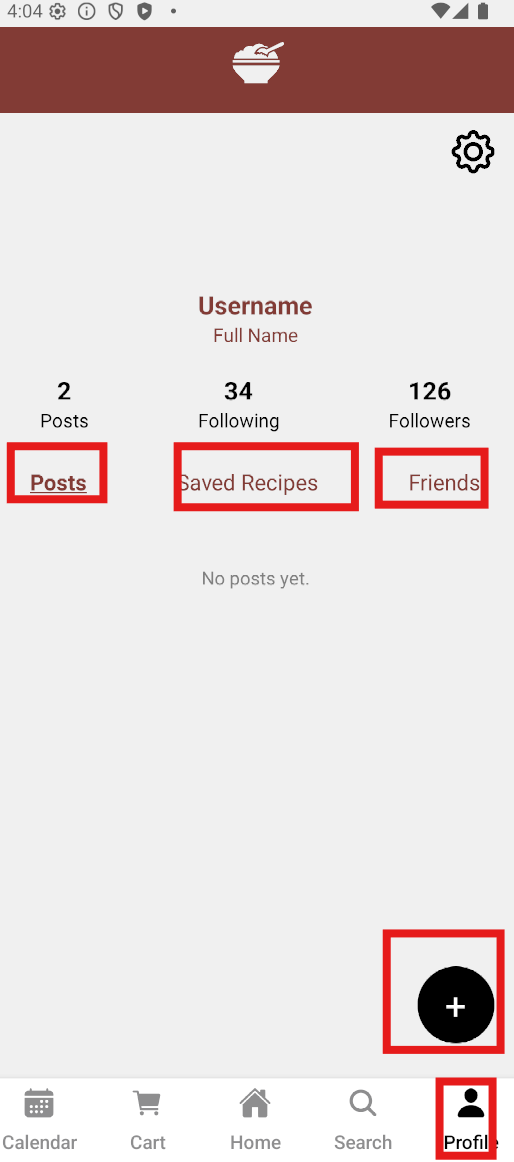 4:04
Username
Full Name
2 34 126
Posts Following Followers
Posts Saved Recipes Friends
No posts yet.
+
Calendar Cart Home Search Profile